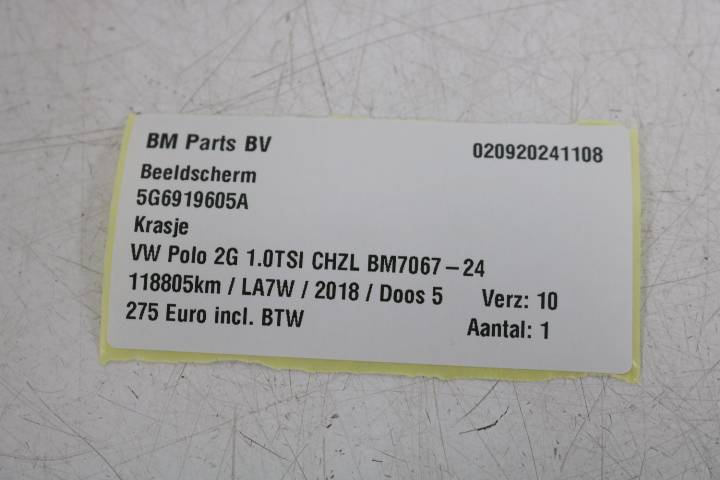 BM Parts BV 020920241108
Beeldscherm
5G6919605A
Krasje
VW Polo 2G 1.0TSI CHZL BM7067-24
118805km / LA7W / 2018 / Doos 5 Verz: 10
275 Euro incl. BTW Aantal: 1